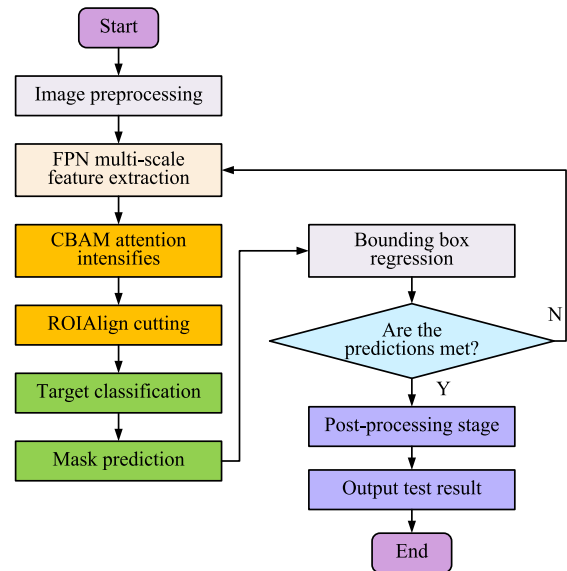 Start
Image preprocessing
FPN multi-scale
feature extraction
CBAM attention
intensifies
ROIAlign cutting
Target classification
Mask prediction
Bounding box
regression
Are the
predictions met?
N
Y
Post-processing stage
Output test result
End